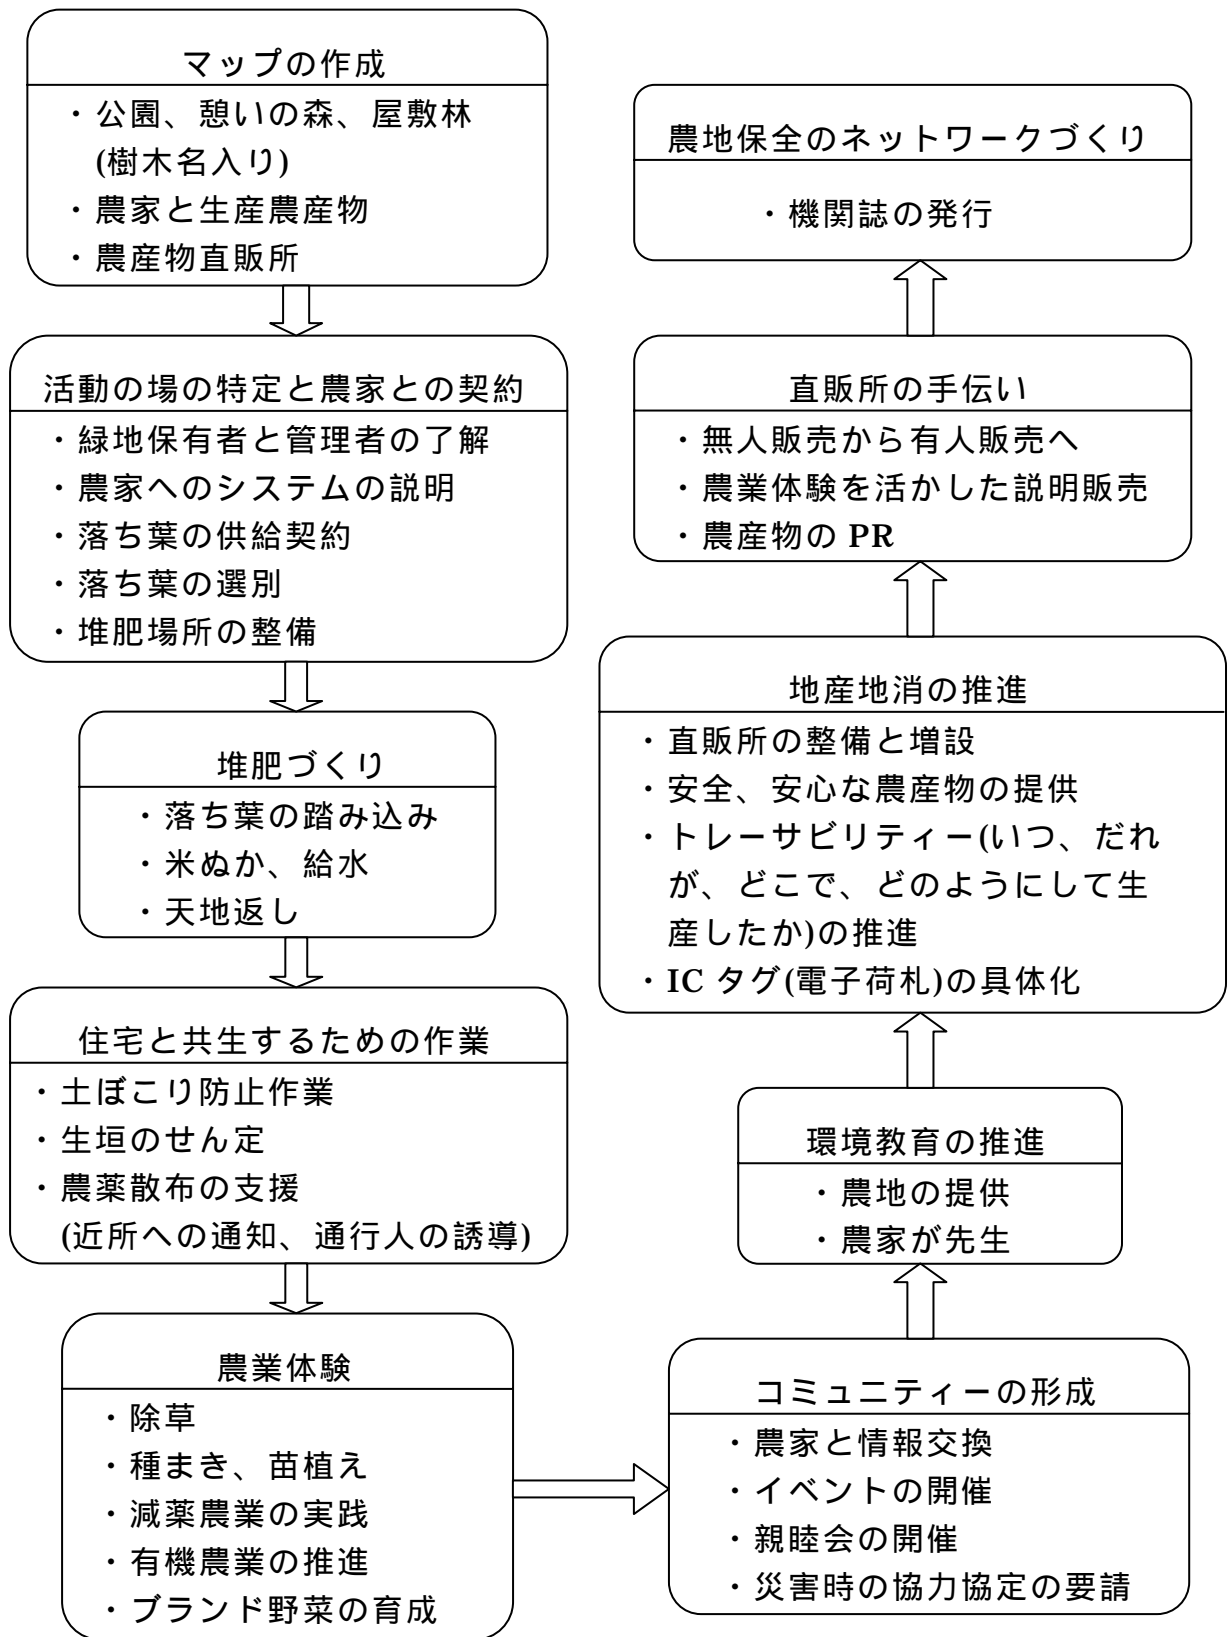 マップの作成
・公園、憩いの森、屋敷林
(樹木名入り)
・農家と生産農産物
・農産物直販所
活動の場の特定と農家との契約
・緑地保有者と管理者の了解
・農家へのシステムの説明
・落ち葉の供給契約
・落ち葉の選別
・堆肥場所の整備
堆肥づくり
・落ち葉の踏み込み
・米ぬか、給水
・天地返し
住宅と共生するための作業
・土ぼこり防止作業
・生垣のせん定
・農薬散布の支援
(近所への通知、通行人の誘導)
農業体験
・除草
・種まき、苗植え
・減薬農業の実践
・有機農業の推進
・ブランド野菜の育成
コミュニティーの形成
・農家と情報交換
・イベントの開催
・親睦会の開催
・災害時の協力協定の要請
環境教育の推進
・農地の提供
・農家が先生
地産地消の推進
・直販所の整備と増設
・安全、安心な農産物の提供
・トレーサビリティー(いつ、だれ
が、どこで、どのようにして生
産したか)の推進
・IC タグ(電子荷札)の具体化
直販所の手伝い
・無人販売から有人販売へ
・農業体験を活かした説明販売
・農産物の PR
農地保全のネットワークづくり
・機関誌の発行